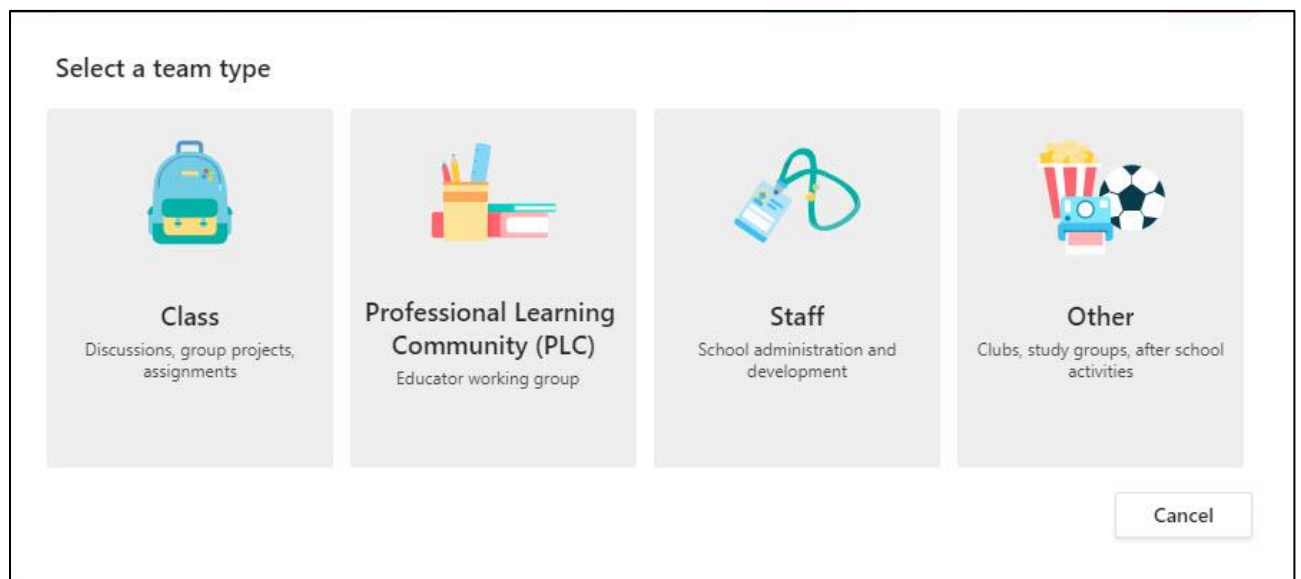 Select a team type
Class
Discussions, group projects,
assignments
Professional Learning
Community (PLC)
Educator working group
Staff
School administration and
development
Other
Clubs, study groups, after school
activities
Cancel